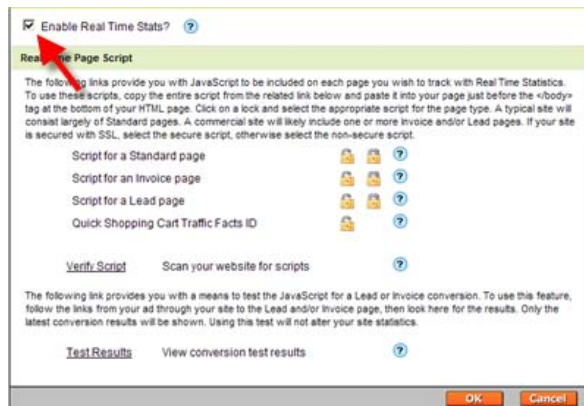 Enable Real Time Stats? ?
Real Time Page Script
The following links provide you with JavaScript to be included on each page you wish to track with Real Time Statistics.
To use these scripts, copy the entire script from the related link below and paste it into your page just before the </body>
tag at the bottom of your HTML page. Click on a lock and select the appropriate script for the page type. A typical site will
consist largely of Standard pages. A commercial site will likely include one or more Invoice and/or Lead pages. If your site
is secured with SSL, select the secure script, otherwise select the non-secure script.
Script for a Standard page ?
Script for an Invoice page ?
Script for a Lead page ?
Quick Shopping Cart Traffic Facts ID ?
Verify Script Scan your website for scripts ?
The following link provides you with a means to test the JavaScript for a Lead or Invoice conversion. To use this feature,
follow the links from your ad through your site to the Lead and/or Invoice page, then look here for the results. Only the
latest conversion results will be shown. Using this test will not alter your site statistics.
Test Results View conversion test results ?
OK Cancel